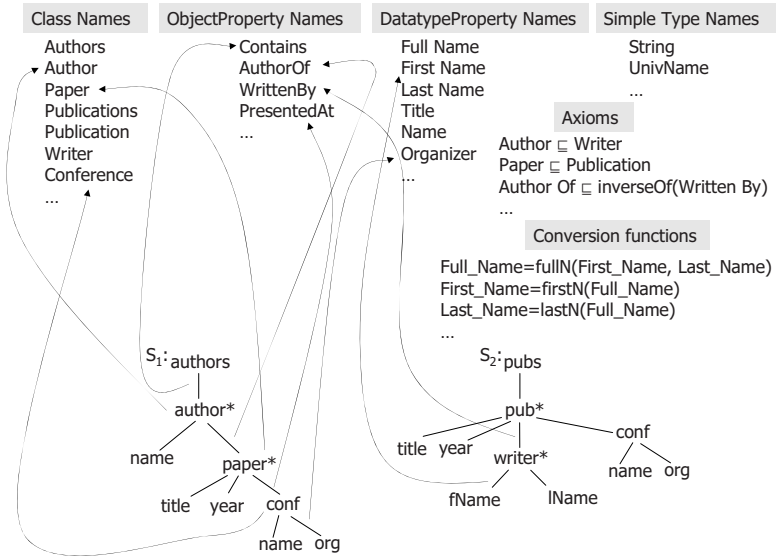 Class Names
Authors
Author
Paper
Publications
Publication
Writer
Conference
...
ObjectProperty Names
Contains
AuthorOf
WrittenBy
PresentedAt
...
DatatypeProperty Names
Full Name
First Name
Last Name
Title
Name
Organizer
...
Simple Type Names
String
UnivName
...
Axioms
Author ⊑ Writer
Paper ⊑ Publication
Author Of ⊑ inverseOf(Written By)
...
Conversion functions
Full_Name=fullN(First_Name, Last_Name)
First_Name=firstN(Full_Name)
Last_Name=lastN(Full_Name)
...
S1: authors
author*
name
paper*
title year conf
name org
S2: pubs
pub*
title year writer* conf
fName lName name org